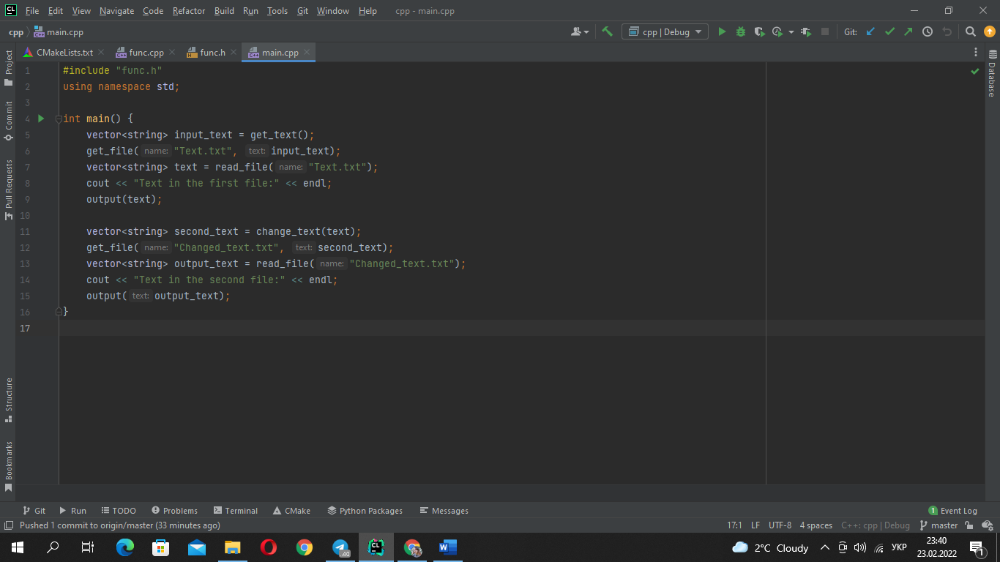 CL File Edit View Navigate Code Refactor Build Run Tools Git Window Help cpp - main.cpp
cpp main.cpp cpp | Debug Git:
CMakeLists.txt func.cpp func.h main.cpp
Project
Commit
Pull Requests
Structure
Bookmarks
Database
1 #include "func.h"
2 using namespace std;
3
4 int main() {
5 vector<string> input_text = get_text();
6 get_file( name: "Text.txt", text: input_text);
7 vector<string> text = read_file( name: "Text.txt");
8 cout << "Text in the first file:" << endl;
9 output(text);
10
11 vector<string> second_text = change_text(text);
12 get_file( name: "Changed_text.txt", text: second_text);
13 vector<string> output_text = read_file( name: "Changed_text.txt");
14 cout << "Text in the second file:" << endl;
15 output( text: output_text);
16 }
17
Git Run TODO Problems Terminal CMake Python Packages Messages 1 Event Log
Pushed 1 commit to origin/master (33 minutes ago) 17:1 LF UTF-8 4 spaces C++: cpp | Debug master
40 CL W 2°C Cloudy УКР 23:40
23.02.2022 1